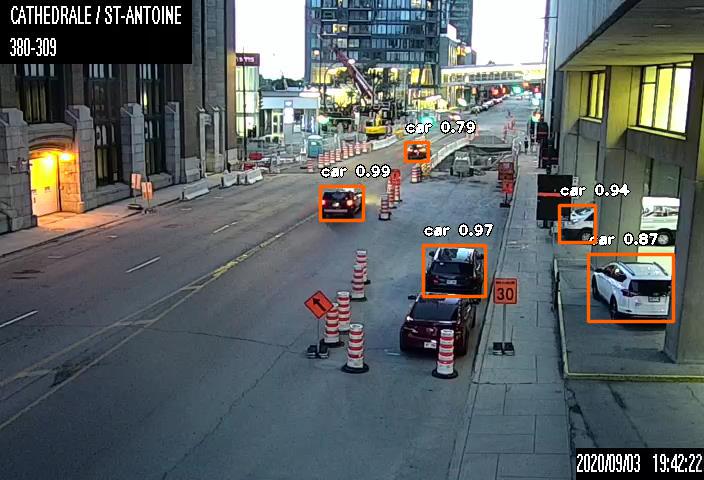 CATHEDRALE / ST-ANTOINE
380-309
car 0.79
car 0.99
car 0.94
car 0.97
car 0.87
30
2020/09/03 19:42:22